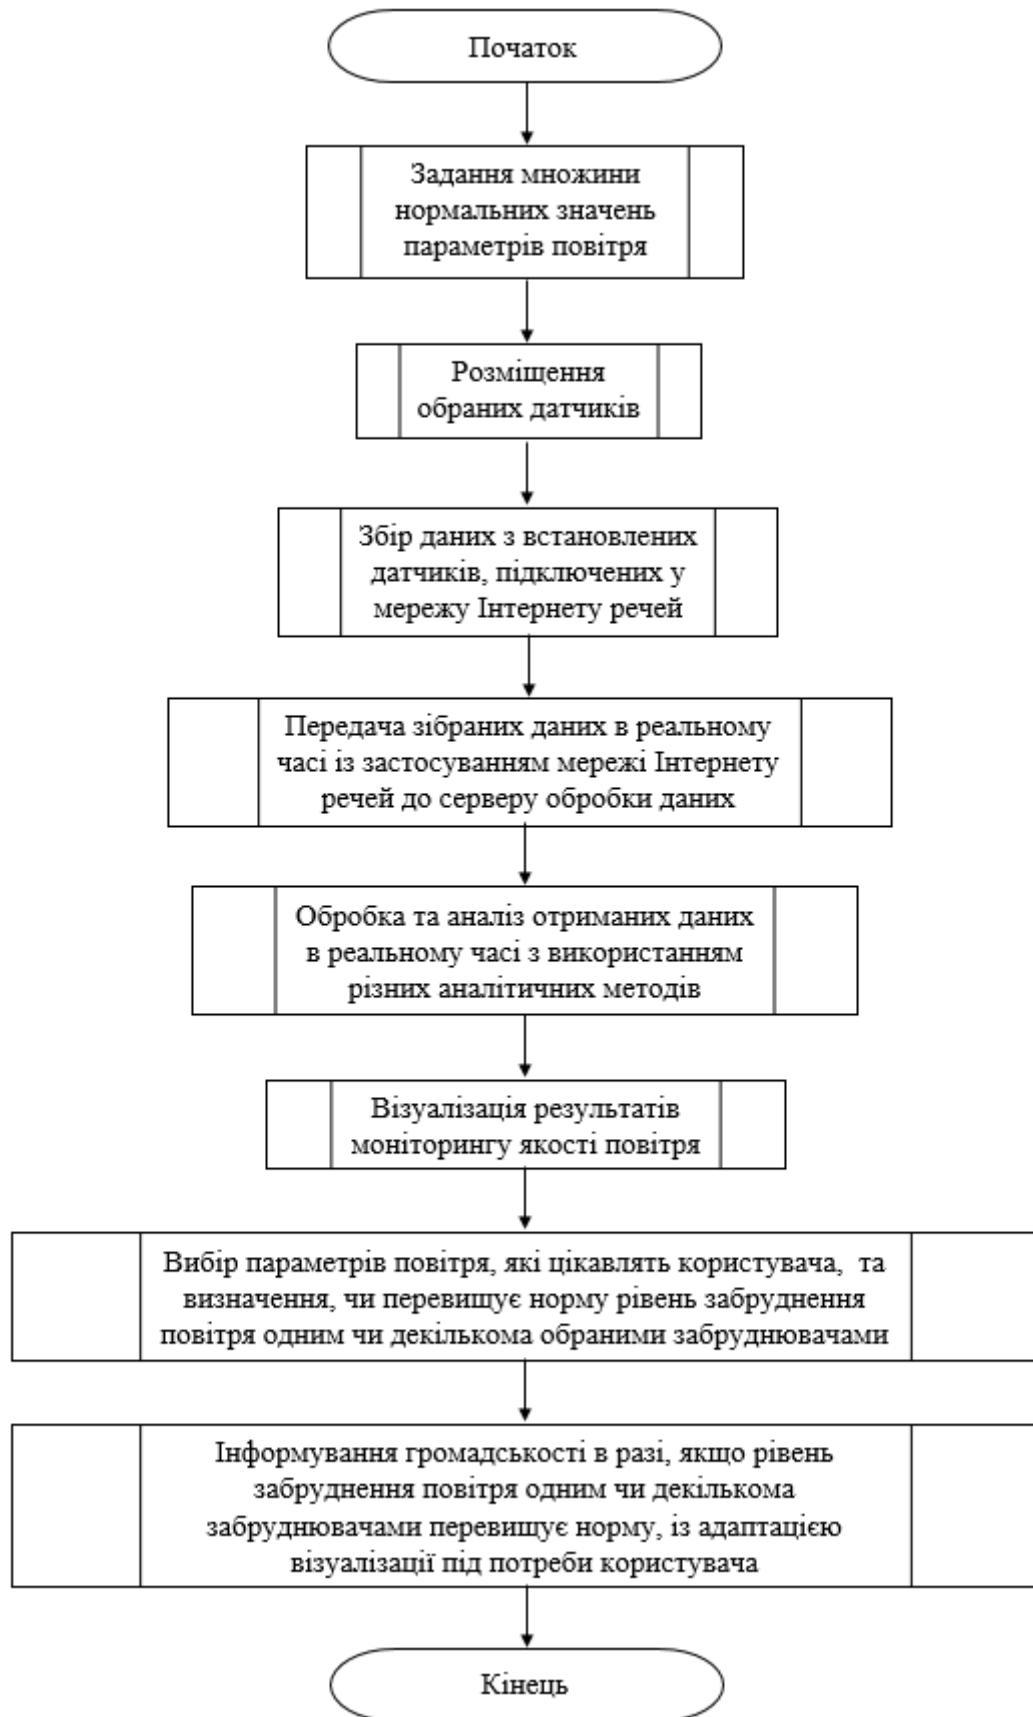 Початок
Задання множини
нормальних значень
параметрів повітря
Розміщення
обраних датчиків
Збір даних з встановлених
датчиків, підключених у
мережу Інтернету речей
Передача зібраних даних в реальному
часі із застосуванням мережі Інтернету
речей до серверу обробки даних
Обробка та аналіз отриманих даних
в реальному часі з використанням
різних аналітичних методів
Візуалізація результатів
моніторингу якості повітря
Вибір параметрів повітря, які цікавлять користувача, та
визначення, чи перевищує норму рівень забруднення
повітря одним чи декількома обраними забруднювачами
Інформування громадськості в разі, якщо рівень
забруднення повітря одним чи декількома
забруднювачами перевищує норму, із адаптацією
візуалізації під потреби користувача
Кінець